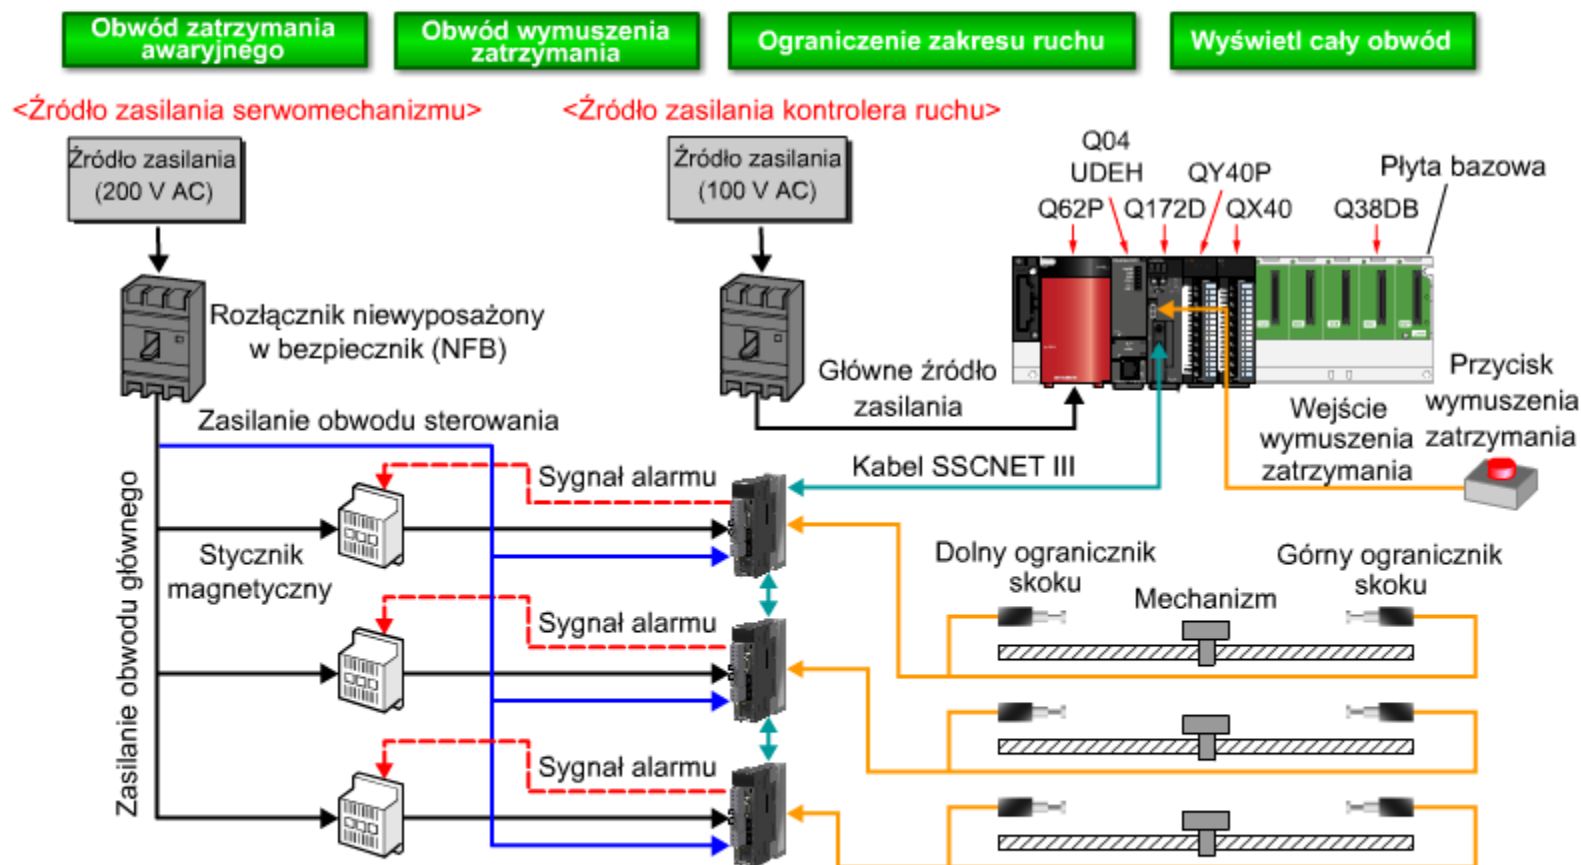 Obwód zatrzymania
awaryjnego
Obwód wymuszenia
zatrzymania
Ograniczenie zakresu ruchu
Wyświetl cały obwód
<Źródło zasilania serwomechanizmu>
<Źródło zasilania kontrolera ruchu>
Źródło zasilania
(200 V AC)
Źródło zasilania
(100 V AC)
Q04
UDEH
QY40P
Płyta bazowa
Q62P
Q172D
QX40
Q38DB
Rozłącznik niewyposażony
w bezpiecznik (NFB)
Główne źródło
zasilania
Przycisk
wymuszenia
zatrzymania
Wejście
wymuszenia
zatrzymania
Zasilanie obwodu sterowania
Kabel SSCNET III
Sygnał alarmu
Zasilanie obwodu głównego
Stycznik
magnetyczny
Dolny ogranicznik
skoku
Górny ogranicznik
skoku
Mechanizm
Sygnał alarmu
Sygnał alarmu